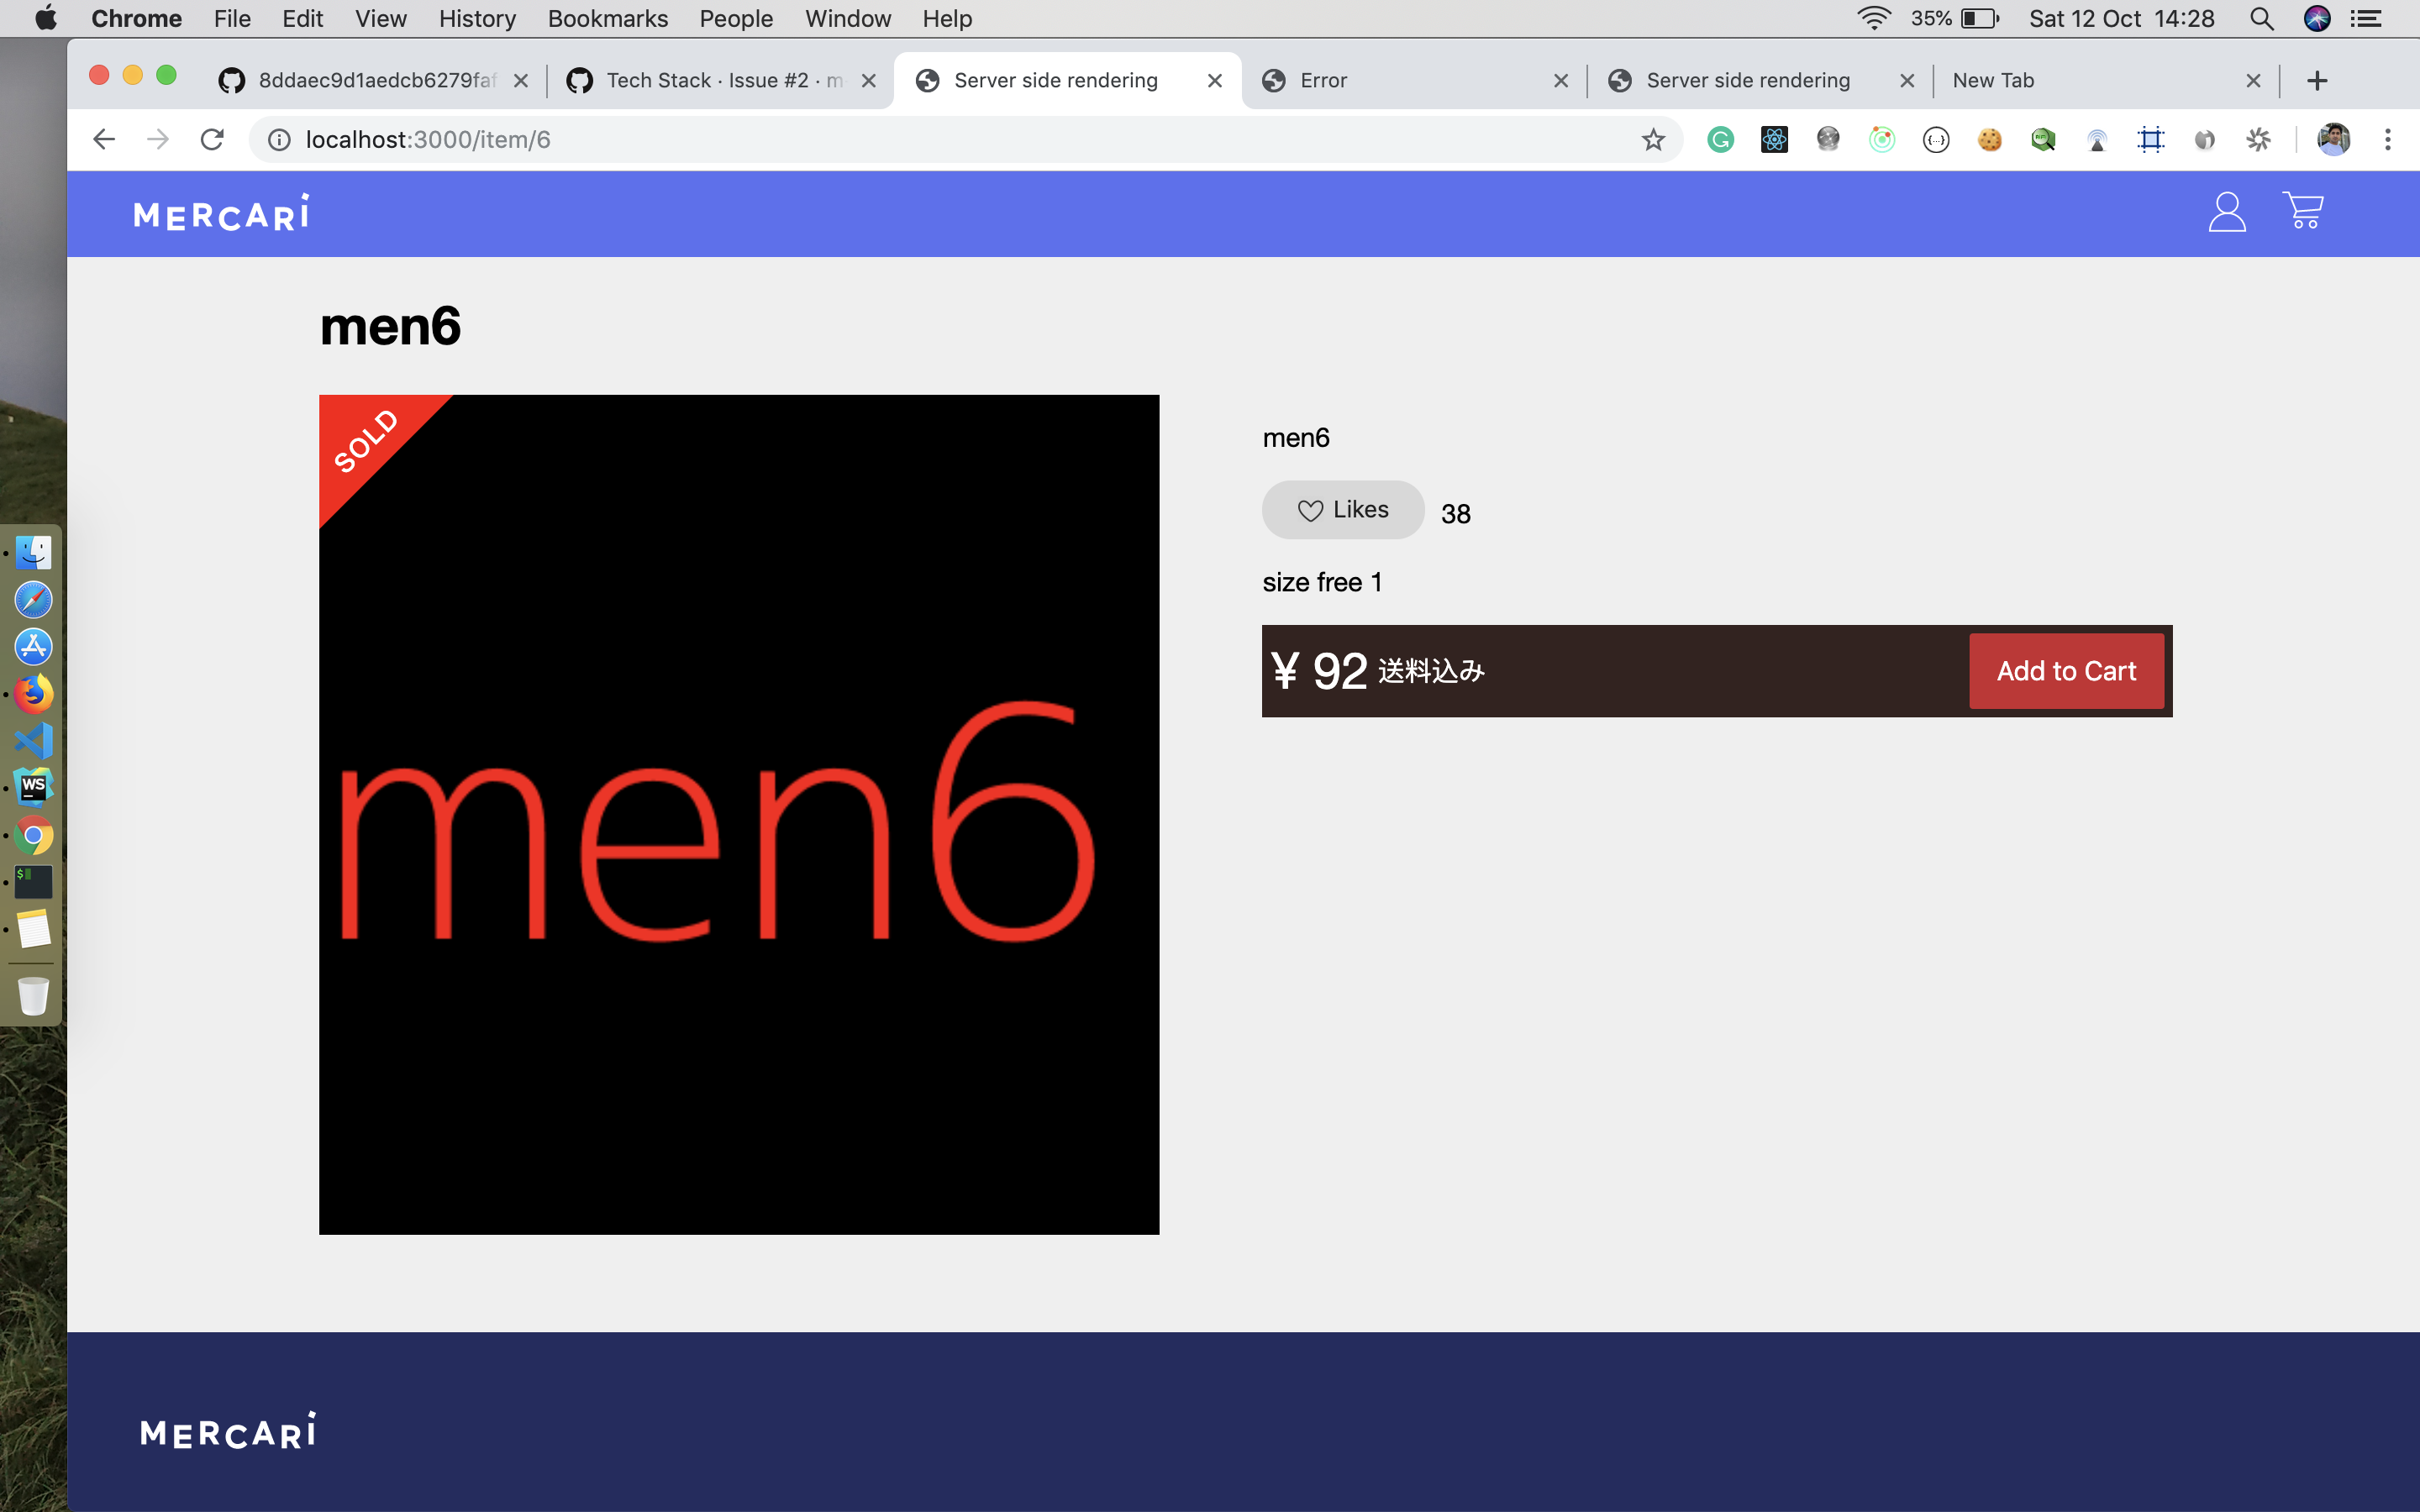 Chrome File Edit View History Bookmarks People Window Help 35% Sat 12 Oct 14:28
8ddaec9d1aedcb6279faf Tech Stack · Issue #2 · m Server side rendering Error Server side rendering New Tab
localhost:3000/item/6
MERCARI
men6
SOLD
men6
men6
Likes 38
size free 1
¥ 92 送料込み Add to Cart
WS
MERCARI